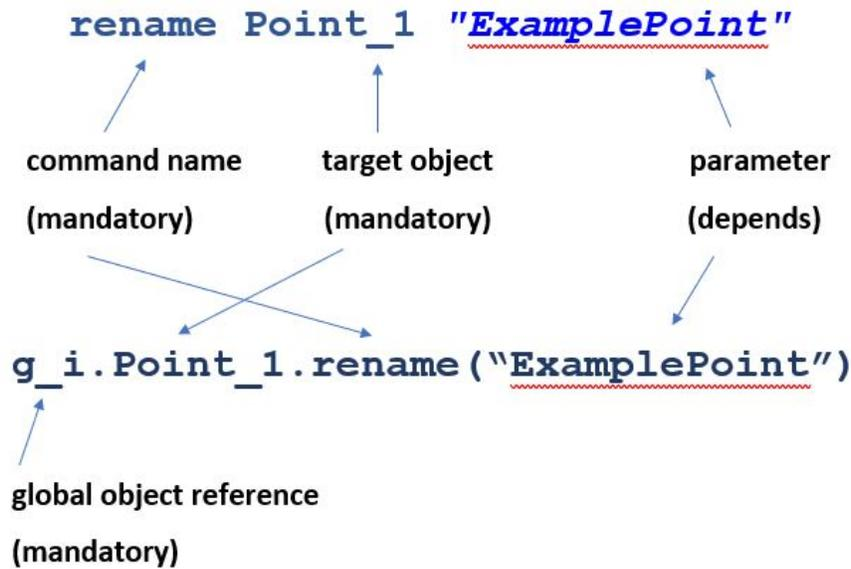 rename Point_1 "ExamplePoint"
command name target object parameter
(mandatory) (mandatory) (depends)
g_i.Point_1.rename(“ExamplePoint”)
global object reference
(mandatory)